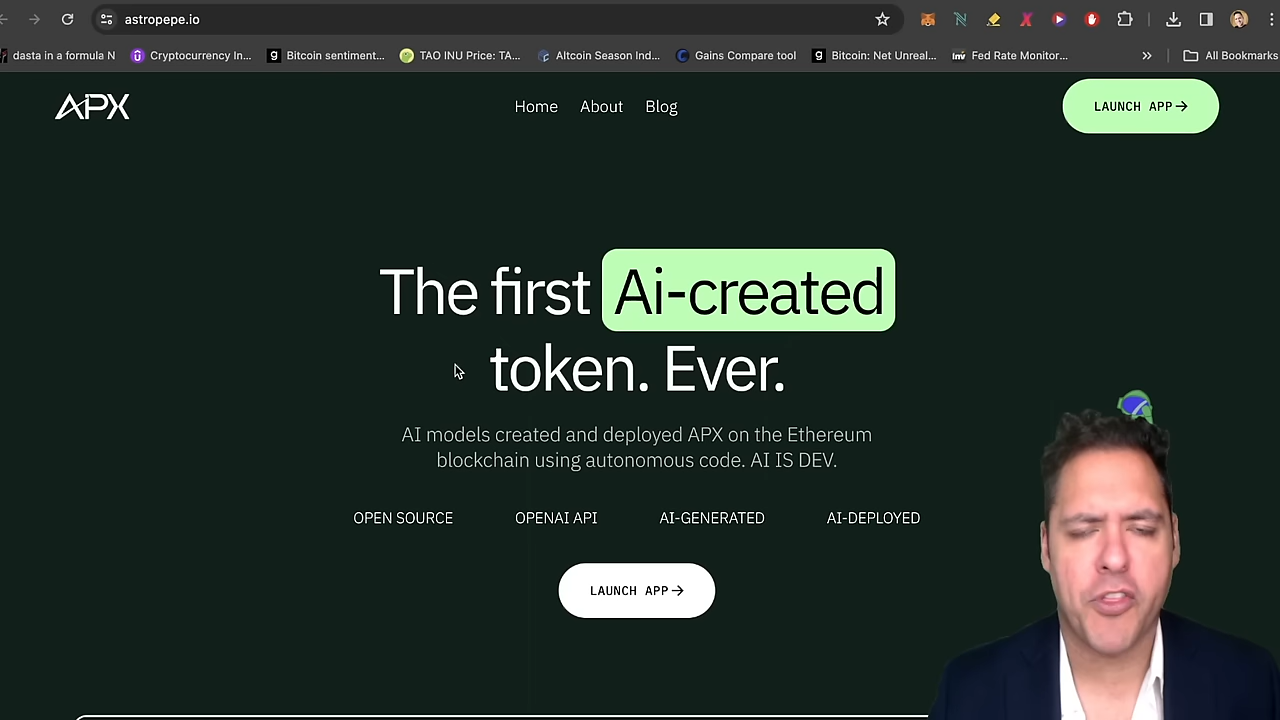 astropepe.io
dasta in a formula N
Cryptocurrency In...
Bitcoin sentiment...
TAO INU Price: TA...
Altcoin Season Ind...
Gains Compare tool
Bitcoin: Net Unreal...
Fed Rate Monitor...
All Bookmarks
APX
Home About Blog
LAUNCH APP→
The first Ai-created
token. Ever.
AI models created and deployed APX on the Ethereum
blockchain using autonomous code. AI IS DEV.
OPEN SOURCE OPENAI API AI-GENERATED AI-DEPLOYED
LAUNCH APP→